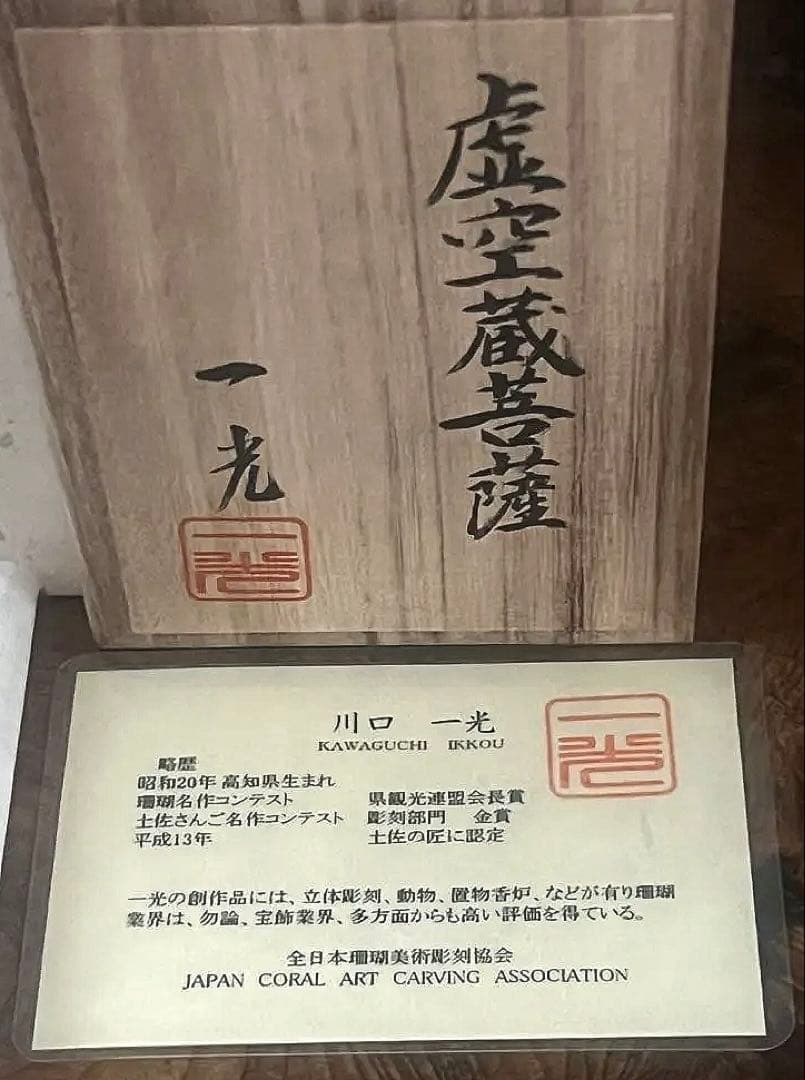 虚空蔵菩薩
一光
一光
川口 一光
KAWAGUCHI IKKOU
一光
略歴
昭和20年 高知県生まれ
珊瑚名作コンテスト 県観光連盟会長賞
土佐さんご名作コンテスト 彫刻部門 金賞
平成13年 土佐の匠に認定
一光の創作品には、立体彫刻、動物、置物香炉、などが有り珊瑚
業界は、勿論、宝飾業界、多方面からも高い評価を得ている。
全日本珊瑚美術彫刻協会
JAPAN CORAL ART CARVING ASSOCIATION